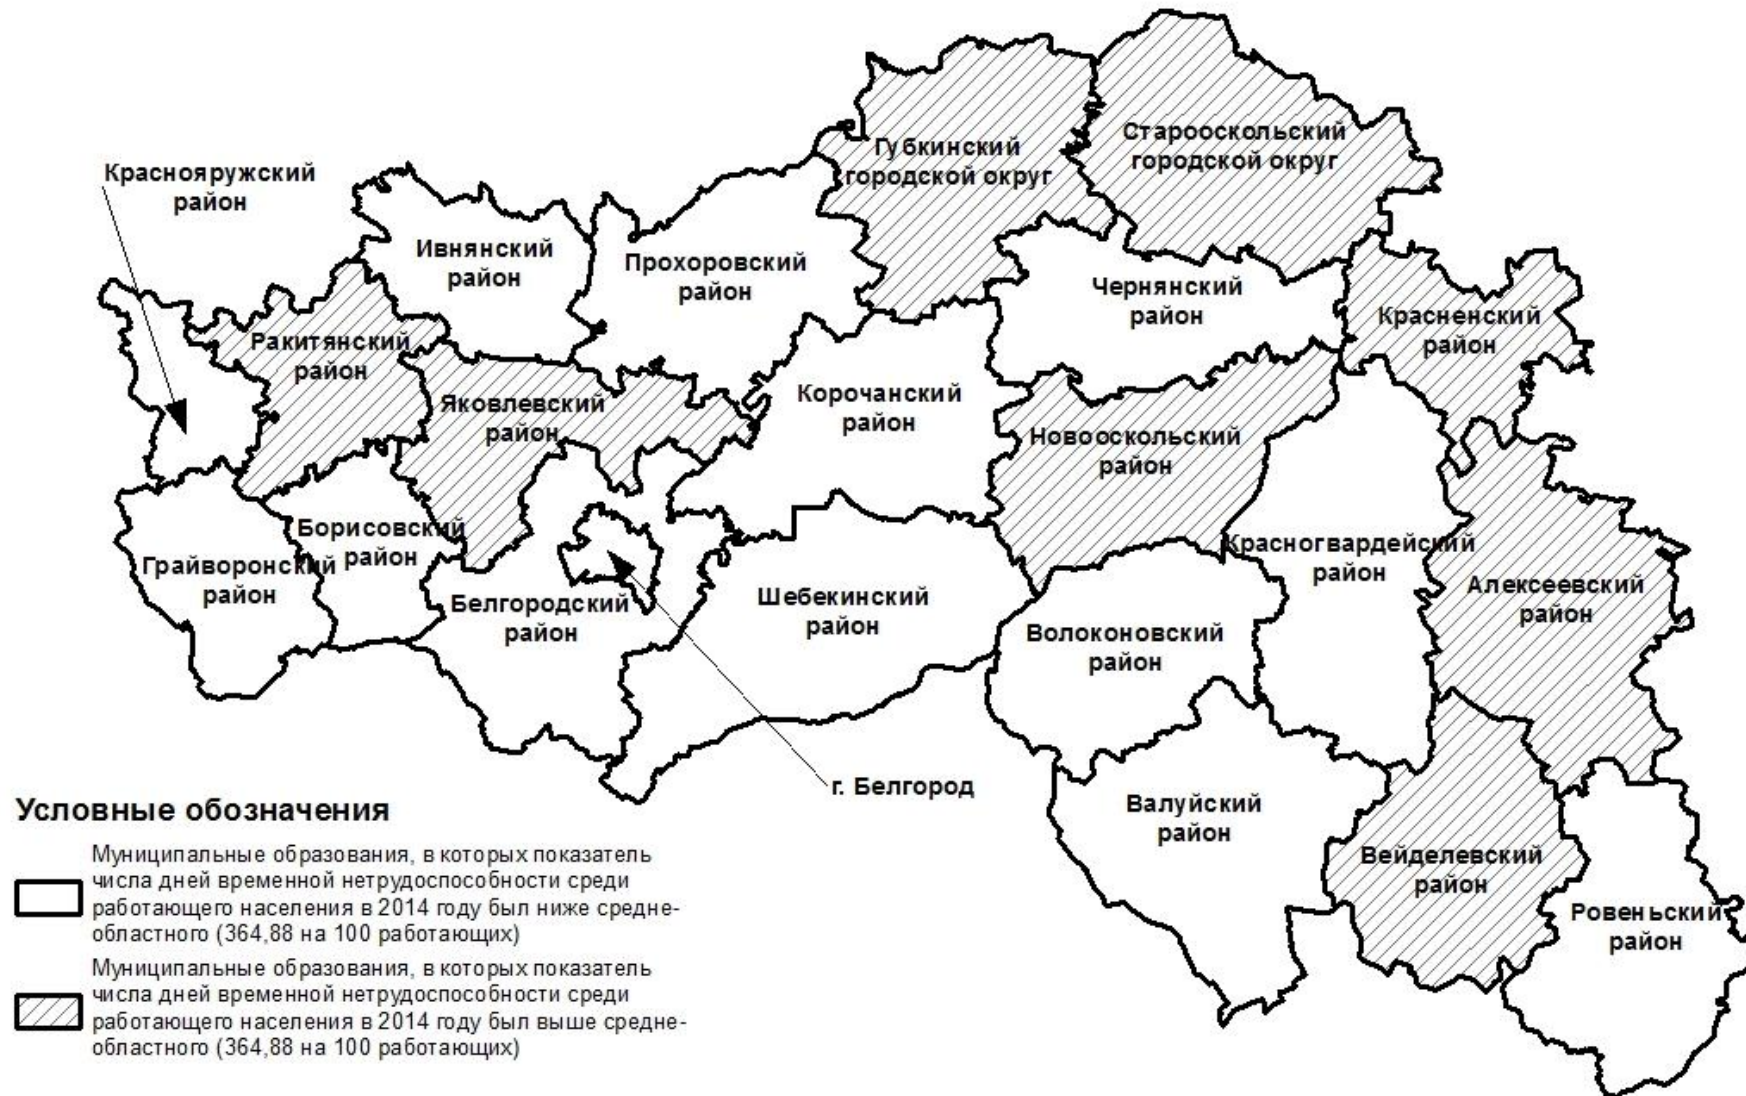 Старооскольский
городской округ
Губкинский
городской округ
Краснояружский
район
Ивнянский
район
Прохоровский
район
Чернянский
район
Красненский
район
Ракитянский
район
Яковлевский
район
Корочанский
район
Новооскольский
район
Борисовский
район
Грайворонский
район
Красногвардейский
район
Алексеевский
район
Белгородский
район
Шебекинский
район
Волоконовский
район
г. Белгород
Валуйский
район
Вейделевский
район
Ровеньский
район
Условные обозначения
Муниципальные образования, в которых показатель
числа дней временной нетрудоспособности среди
работающего населения в 2014 году был ниже средне-
областного (364,88 на 100 работающих)
Муниципальные образования, в которых показатель
числа дней временной нетрудоспособности среди
работающего населения в 2014 году был выше средне-
областного (364,88 на 100 работающих)